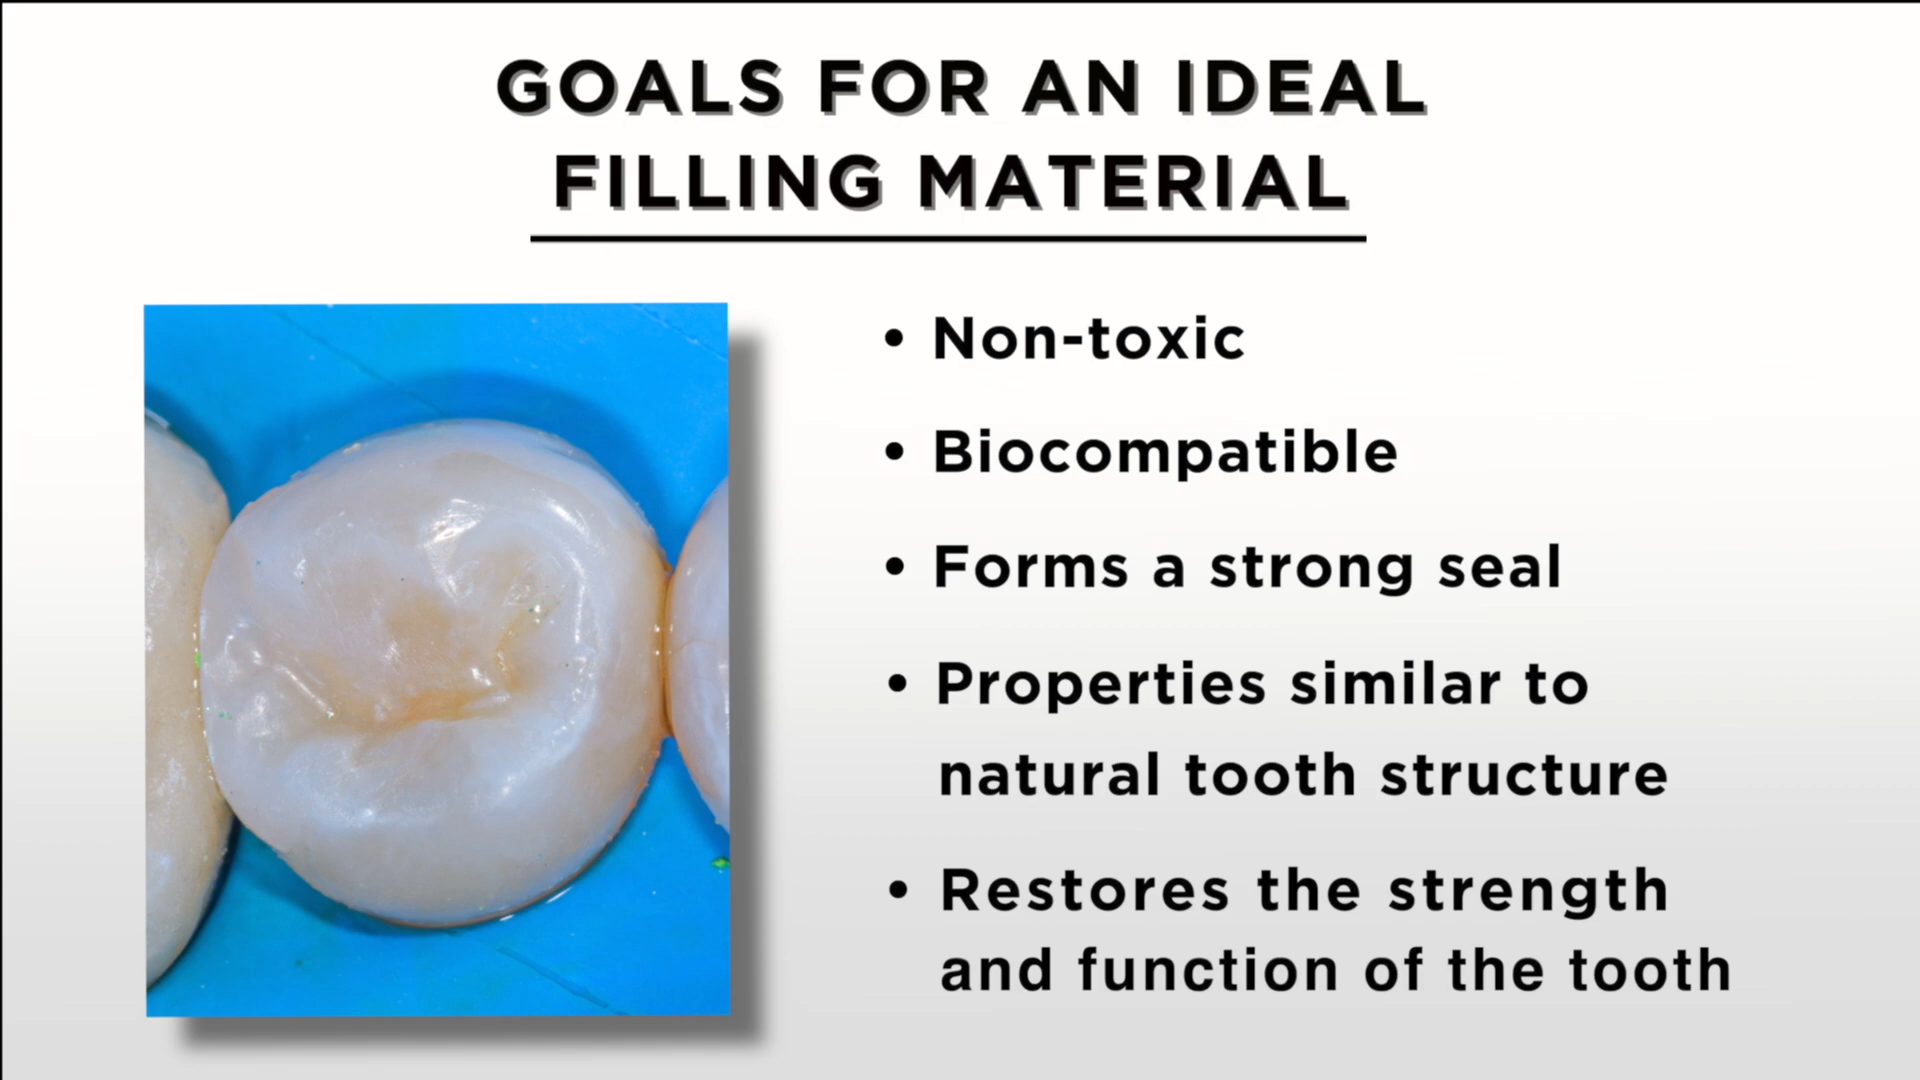 GOALS FOR AN IDEAL
FILLING MATERIAL
• Non-toxic
• Biocompatible
• Forms a strong seal
• Properties similar to
natural tooth structure
• Restores the strength
and function of the tooth